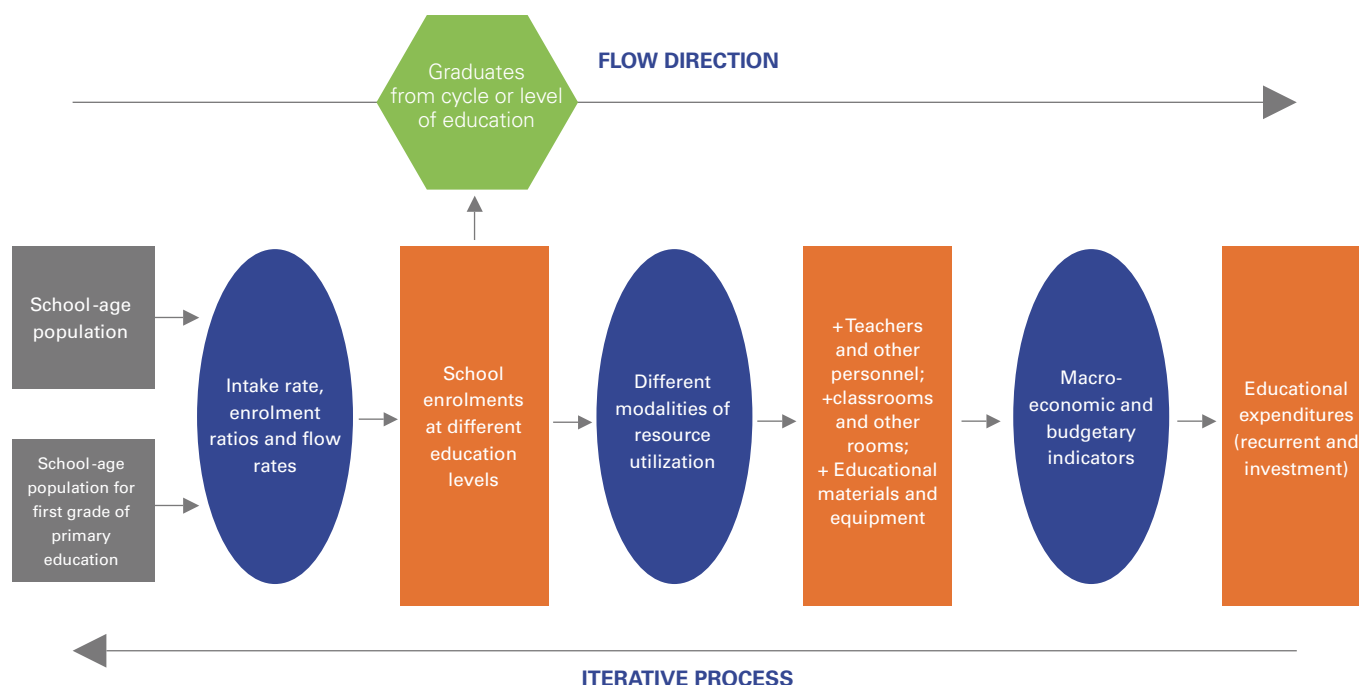 FLOW DIRECTION
Graduates
from cycle or level
of education
School-age
population
School-age
population for
first grade of
primary
education
Intake rate,
enrolment
ratios and flow
rates
School
enrolments
at different
education
levels
Different
modalities of
resource
utilization
+Teachers
and other
personnel;
+classrooms
and other
rooms;
+ Educational
materials and
equipment
Macro-
economic and
budgetary
indicators
Educational
expenditures
(recurrent and
investment)
ITERATIVE PROCESS